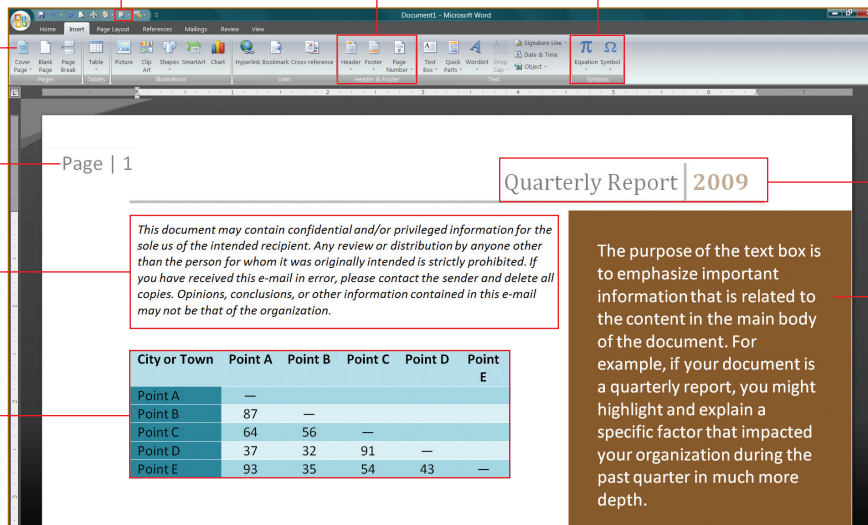 Document1 - Microsoft Word
Home Insert Page Layout References Mailings Review View
Cover Page Blank Page Page Break Table Picture Clip Art Shapes SmartArt Chart Hyperlink Bookmark Cross-reference Header Footer Page Number Text Box Quick Parts WordArt Drop Cap Signature Line Date & Time Object Equation Symbol
Pages Tables Illustrations Links Header & Footer Text Symbols
1 2 3 4 5 6 7
Page | 1
Quarterly Report 2009
This document may contain confidential and/or privileged information for the
sole us of the intended recipient. Any review or distribution by anyone other
than the person for whom it was originally intended is strictly prohibited. If
you have received this e-mail in error, please contact the sender and delete all
copies. Opinions, conclusions, or other information contained in this e-mail
may not be that of the organization.
City or Town Point A Point B Point C Point D Point
E
Point A —
Point B 87 —
Point C 64 56 —
Point D 37 32 91 —
Point E 93 35 54 43 —
The purpose of the text box is
to emphasize important
information that is related to
the content in the main body
of the document. For
example, if your document is
a quarterly report, you might
highlight and explain a
specific factor that impacted
your organization during the
past quarter in much more
depth.